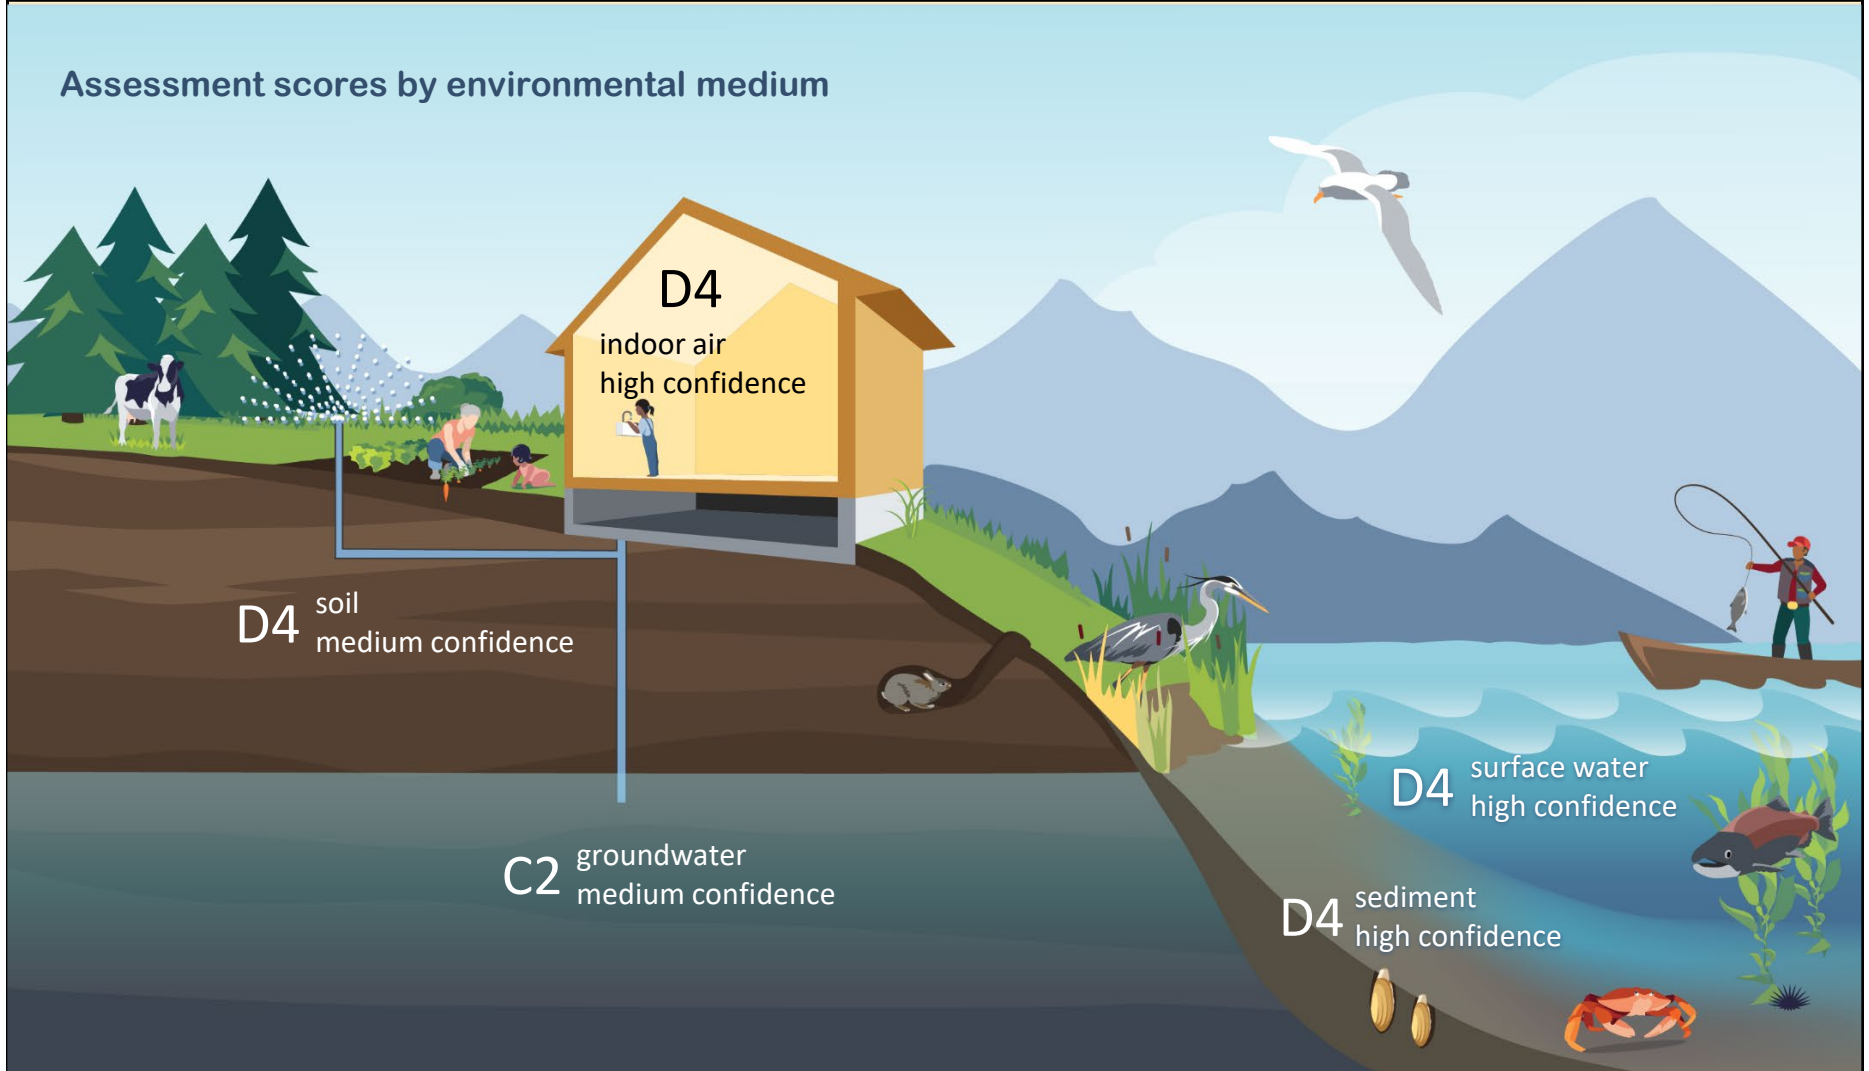 Assessment scores by environmental medium
D4
indoor air
high confidence
D4
soil
medium confidence
D4
surface water
high confidence
C2
groundwater
medium confidence
D4
sediment
high confidence